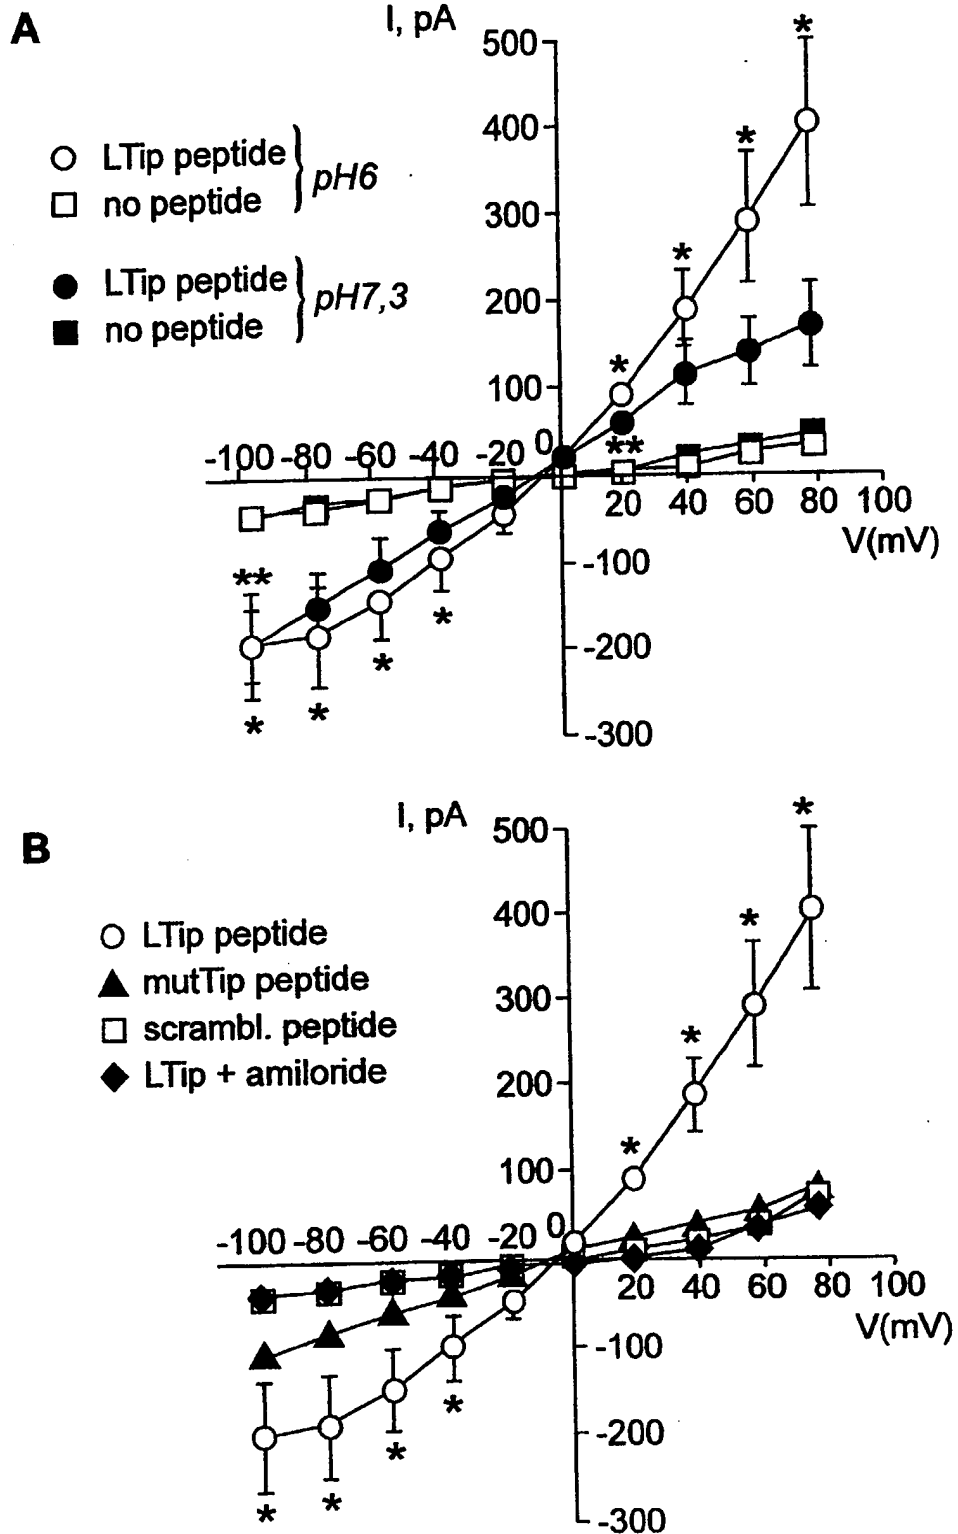 A
I, pA
500
400
300
200
100
0
LTip peptide
no peptide
pH6
LTip peptide
no peptide
pH7,3
* * * * **
-100 -80 -60 -40 -20
20 40 60 80 100
V(mV)
-100
-200
-300
**
* * * *
B
I, pA
500
400
300
200
100
0
LTip peptide
mutTip peptide
scrambl. peptide
LTip + amiloride
* * * *
-100 -80 -60 -40 -20
20 40 60 80 100
V(mV)
-100
-200
-300
* * * *